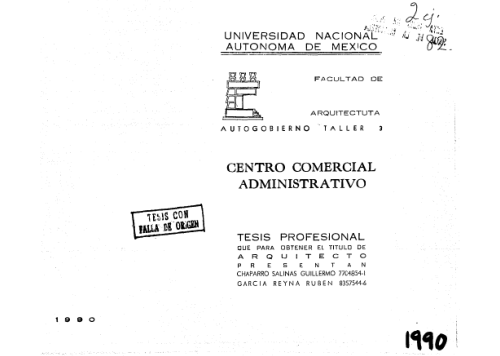 2 ej.
UNIVERSIDAD NACIONAL
AUTONOMA DE MEXICO
FACULTAD DE
ARQUITECTUTA
AUTOGOBIERNO TALLER 3
CENTRO COMERCIAL
ADMINISTRATIVO
TESIS CON
FALLA DE ORIGEN
TESIS PROFESIONAL
QUE PARA OBTENER EL TITULO DE
ARQUITECTO
PRESENTAN
CHAPARRO SALINAS GUILLERMO 7704854-1
GARCIA REYNA RUBEN 8357544-6
1990
1990